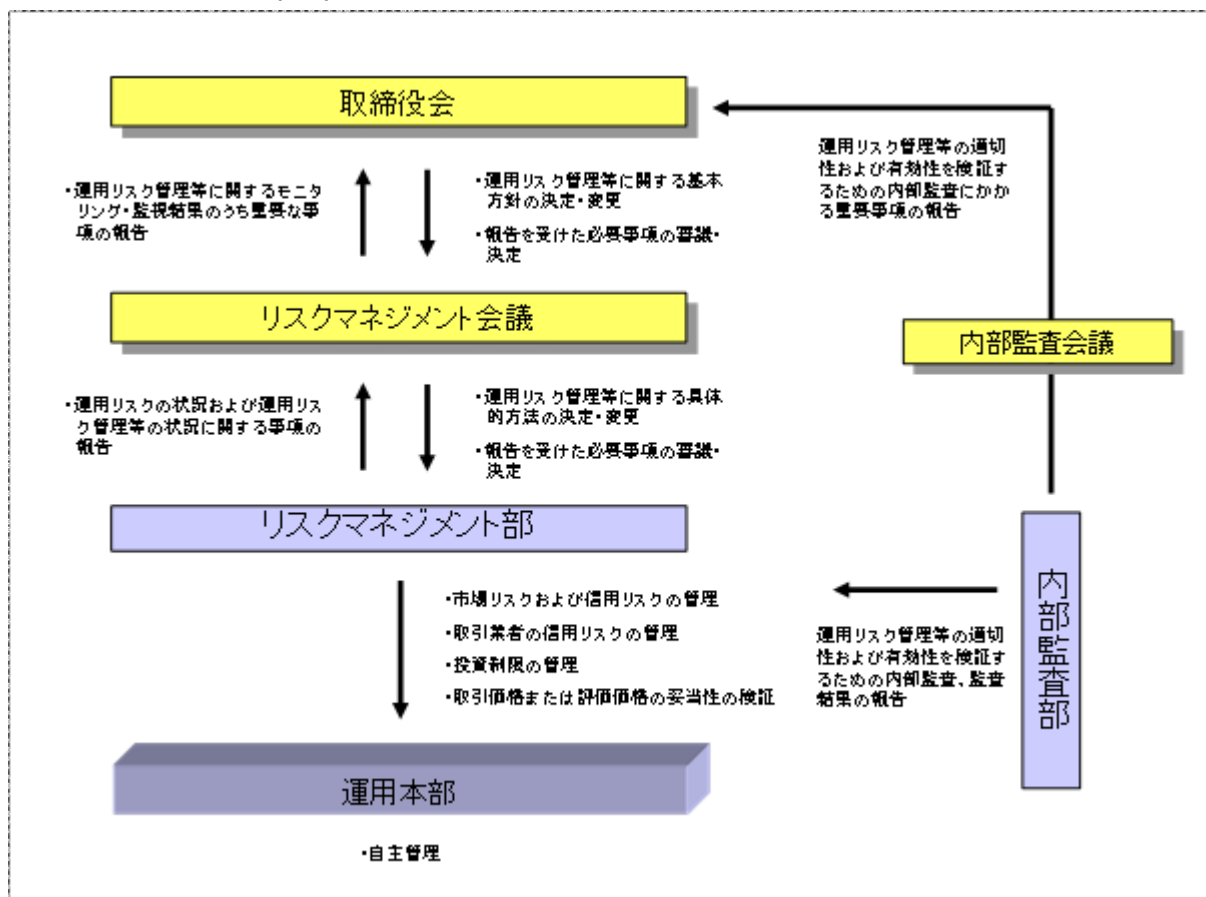 取締役会
・運用リスク管理等に関するモニ
タリング・監視結果のうち重要な事
項の報告
・運用リスク管理等に関する基本
方針の決定・変更
・報告を受けた必要事項の審議・
決定
運用リスク管理等の適切
性および有効性を検証す
るための内部監査にかか
る重要事項の報告
リスクマネジメント会議
内部監査会議
・運用リスクの状況および運用リス
ク管理等の状況に関する事項の
報告
・運用リスク管理等に関する具体
的方法の決定・変更
・報告を受けた必要事項の審議・
決定
リスクマネジメント部
・市場リスクおよび信用リスクの管理
・取引業者の信用リスクの管理
・投資制限の管理
・取引価格または評価価格の妥当性の検証
運用リスク管理等の適切
性および有効性を検証す
るための内部監査、監査
結果の報告
内部監査部
運用本部
・自主管理